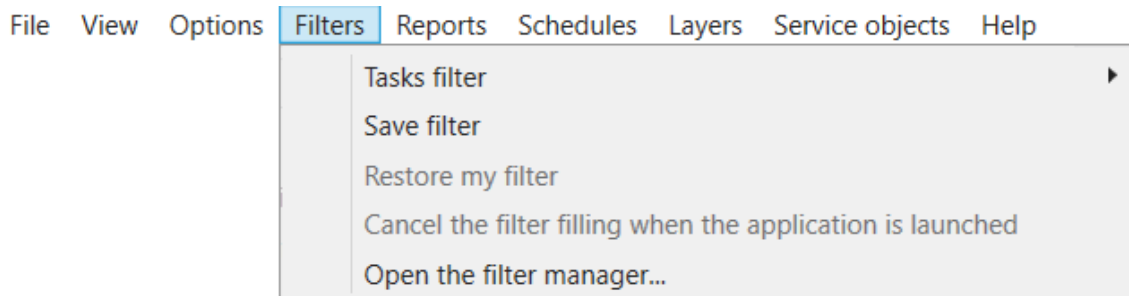 File View Options Filters Reports Schedules Layers Service objects Help
Tasks filter
Save filter
Restore my filter
Cancel the filter filling when the application is launched
Open the filter manager...